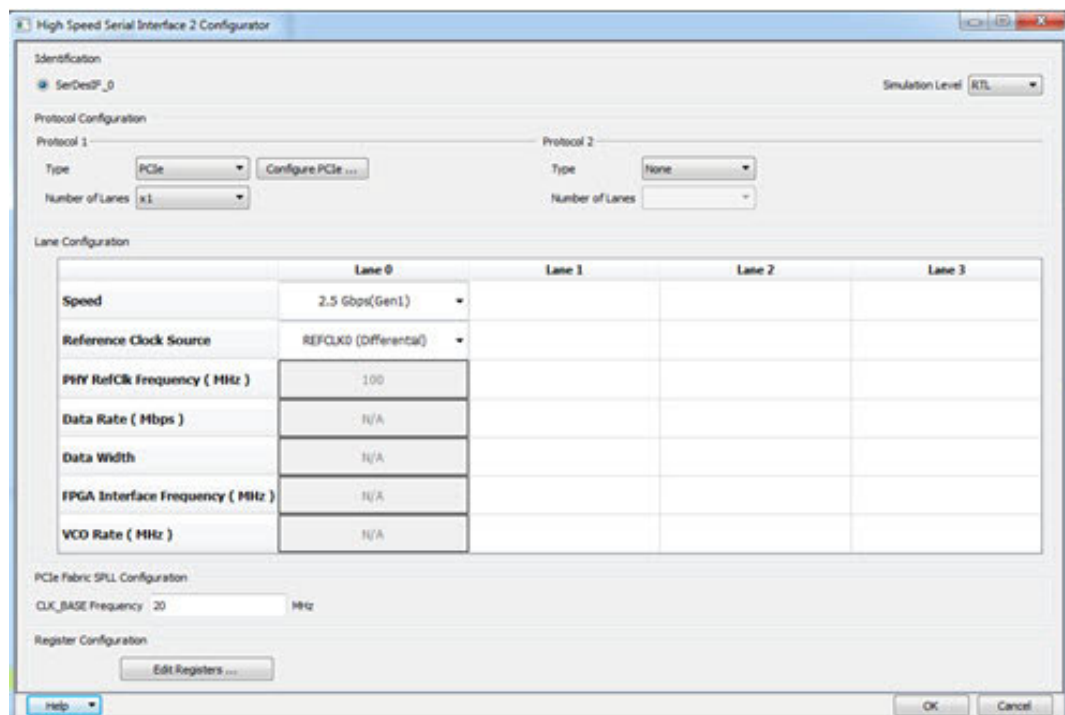 High Speed Serial Interface 2 Configurator
Identification
SerDesIF_0
Simulation Level RTL
Protocol Configuration
Protocol 1
Protocol 2
Type PCIe Configure PCIe ...
Type None
Number of Lanes x1
Number of Lanes
Lane Configuration
Lane 0 Lane 1 Lane 2 Lane 3
Speed 2.5 Gbps(Gen1)
Reference Clock Source REFCLK0 (Differential)
PHY RefClk Frequency ( MHz ) 100
Data Rate ( Mbps ) N/A
Data Width N/A
FPGA Interface Frequency ( MHz ) N/A
VCO Rate ( MHz ) N/A
PCIe Fabric SPLL Configuration
CLK_BASE Frequency 20 MHz
Register Configuration
Edit Registers ...
Help OK Cancel